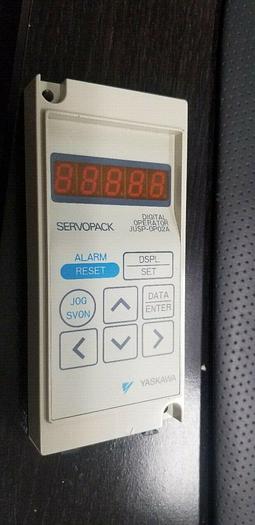 88888
SERVOPACK
DIGITAL
OPERATOR
JUSP-OP02A
ALARM
RESET
DSPL
SET
JOG
SVON
DATA
ENTER
YASKAWA